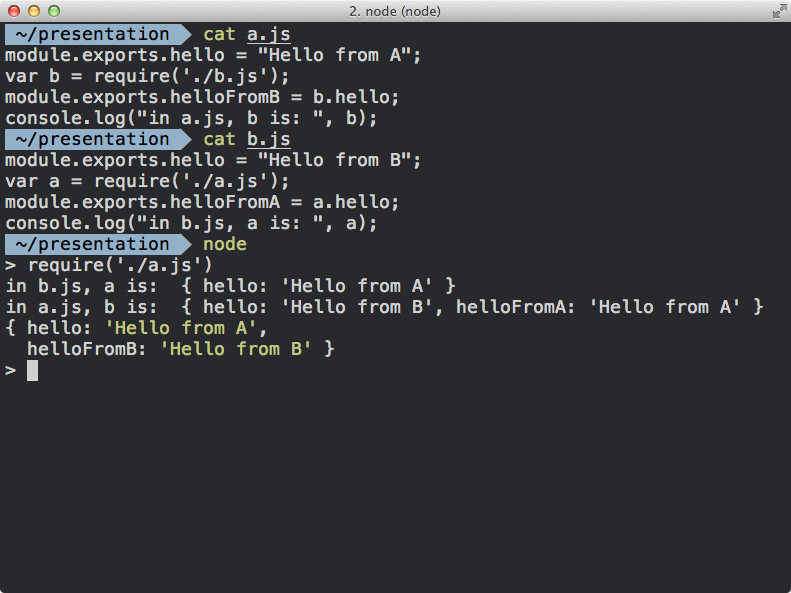 2. node (node)
~/presentation cat a.js
module.exports.hello = "Hello from A";
var b = require('./b.js');
module.exports.helloFromB = b.hello;
console.log("in a.js, b is: ", b);
~/presentation cat b.js
module.exports.hello = "Hello from B";
var a = require('./a.js');
module.exports.helloFromA = a.hello;
console.log("in b.js, a is: ", a);
~/presentation node
> require('./a.js')
in b.js, a is:  { hello: 'Hello from A' }
in a.js, b is:  { hello: 'Hello from B', helloFromA: 'Hello from A' }
{ hello: 'Hello from A',
  helloFromB: 'Hello from B' }
>